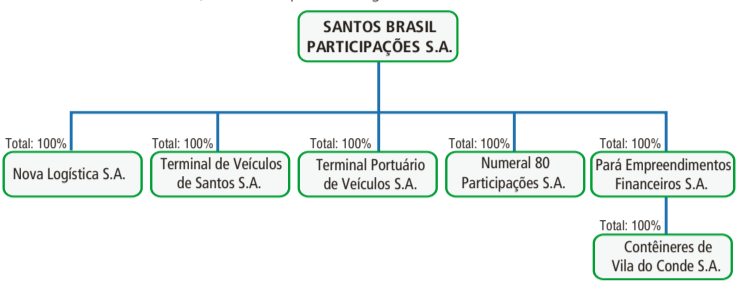 SANTOS BRASIL
PARTICIPAÇÕES S.A.
Total: 100%
Nova Logística S.A.
Total: 100%
Terminal de Veículos
de Santos S.A.
Total: 100%
Terminal Portuário
de Veículos S.A.
Total: 100%
Numeral 80
Participações S.A.
Total: 100%
Pará Empreendimentos
Financeiros S.A.
Total: 100%
Contêineres de
Vila do Conde S.A.